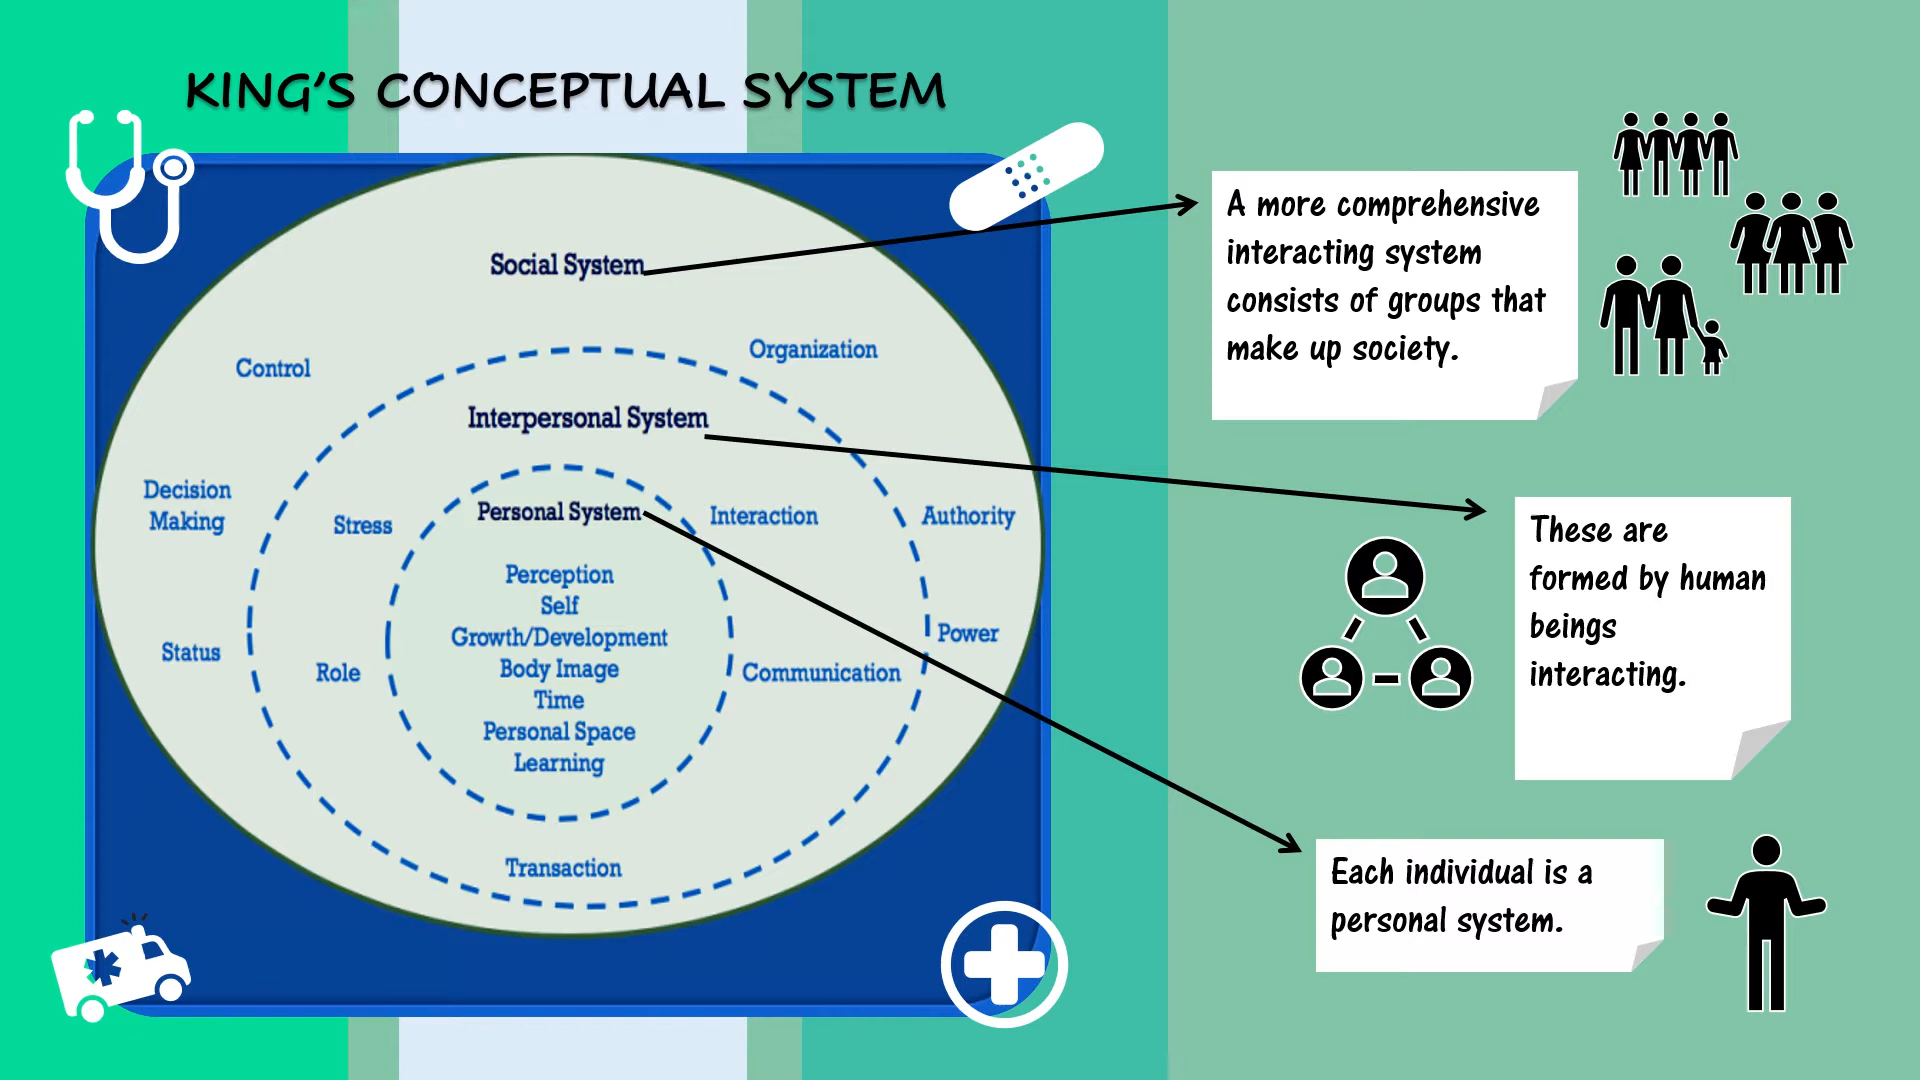 KING'S CONCEPTUAL SYSTEM
Social System
Control
Organization
Interpersonal System
Decision
Making
Stress
Personal System
Interaction
Authority
Perception
Self
Growth/Development
Body Image
Time
Personal Space
Learning
Status
Role
Communication
Power
Transaction
A more comprehensive
interacting system
consists of groups that
make up society.
These are
formed by human
beings
interacting.
Each individual is a
personal system.